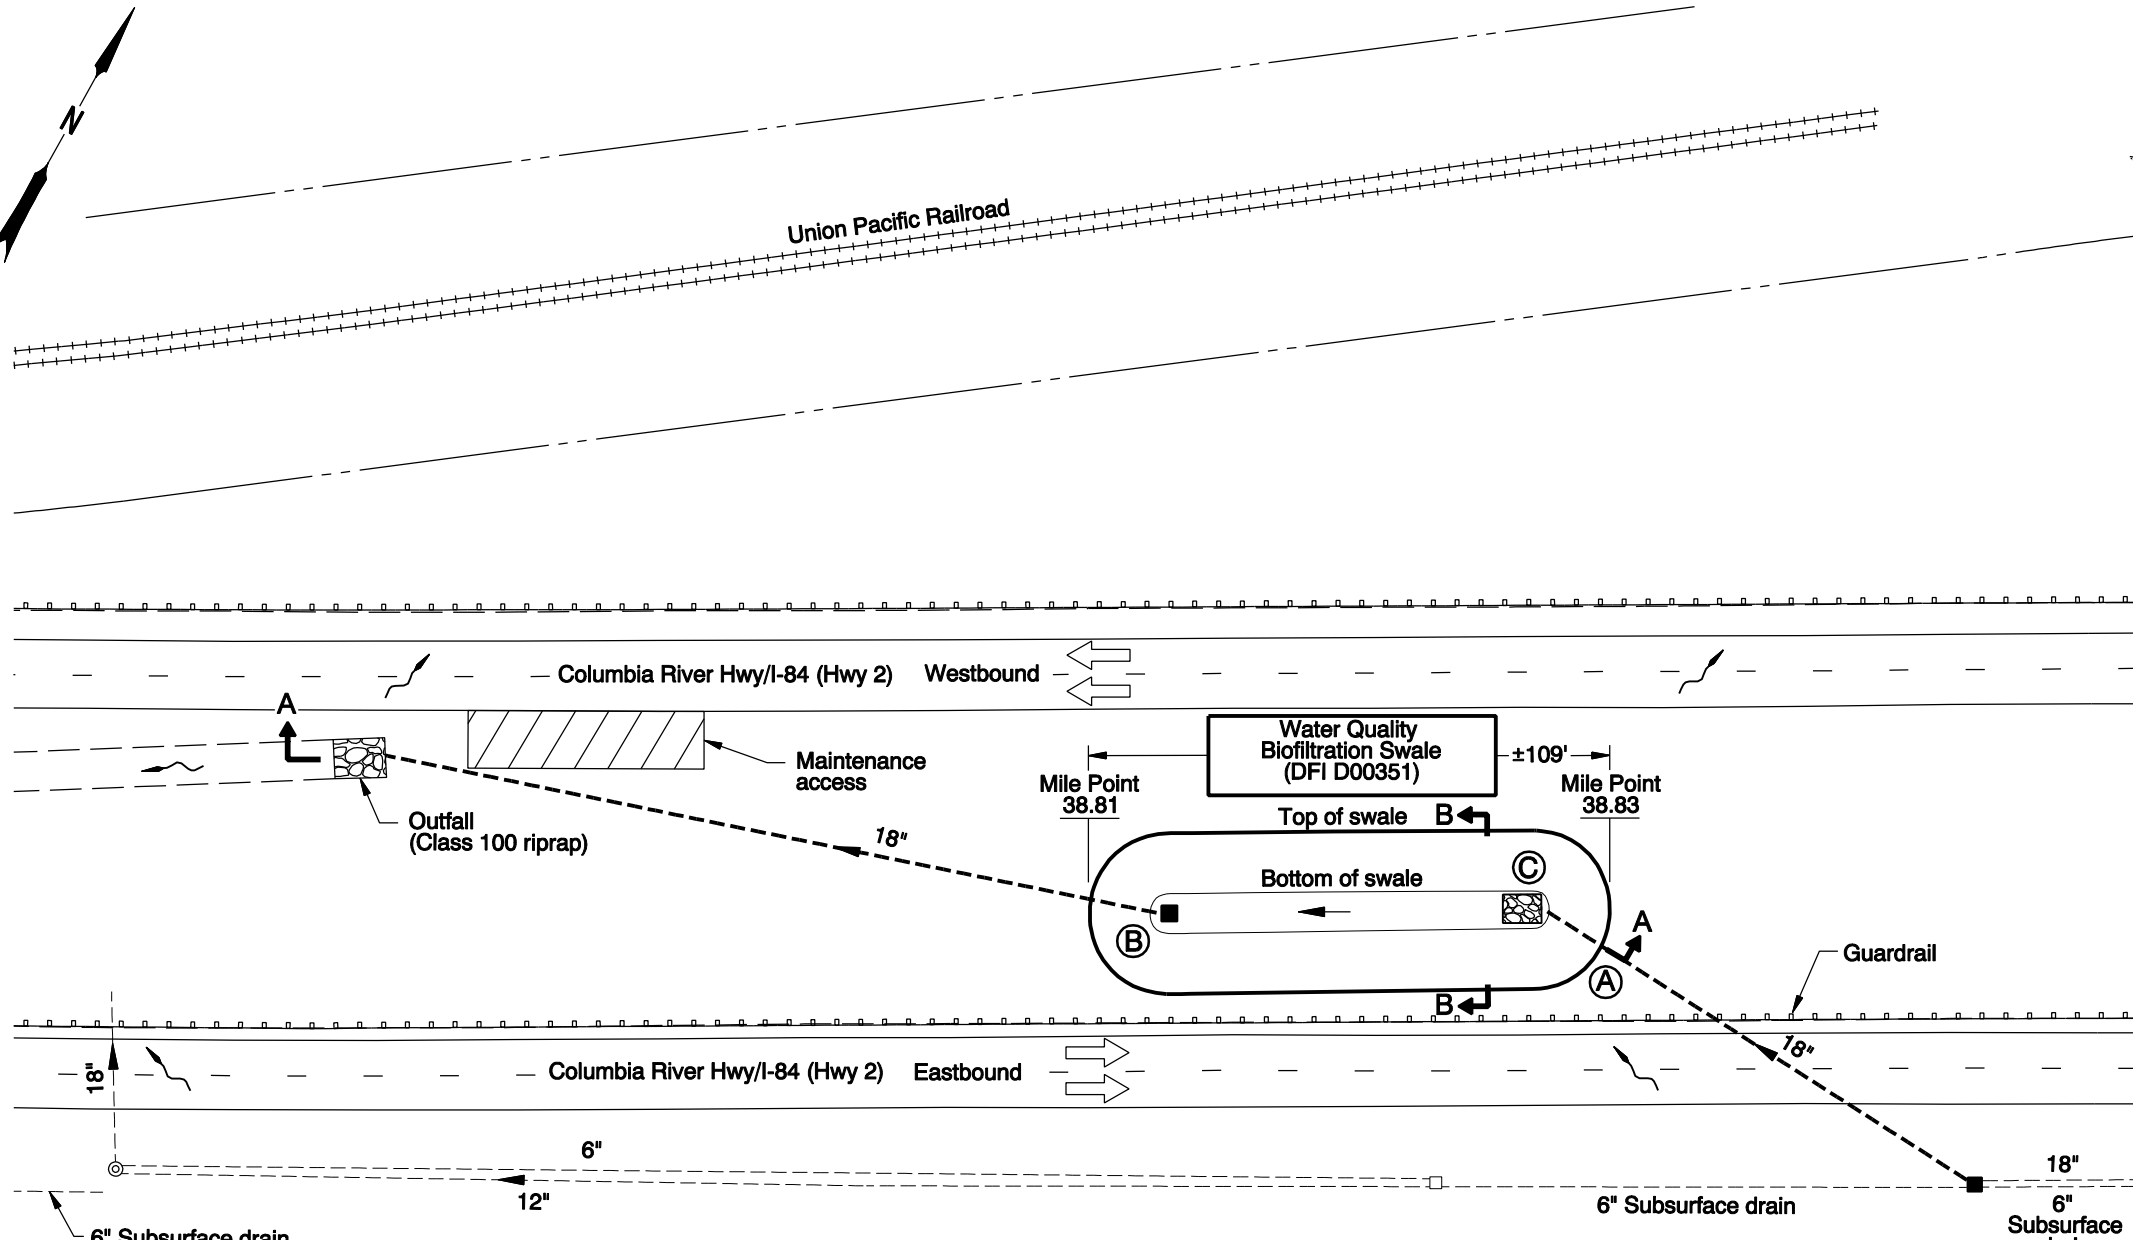 N
Union Pacific Railroad
Columbia River Hwy/I-84 (Hwy 2) Westbound
A
Water Quality
Biofiltration Swale
(DFI D00351)
±109'
Maintenance
access
Mile Point
38.81
Mile Point
38.83
Outfall
(Class 100 riprap)
18"
Top of swale
B
C
Bottom of swale
B
A
A
Guardrail
B
18"
18"
Columbia River Hwy/I-84 (Hwy 2) Eastbound
6"
12"
18"
6" Subsurface drain
6"
Subsurface
6" Subsurface drain